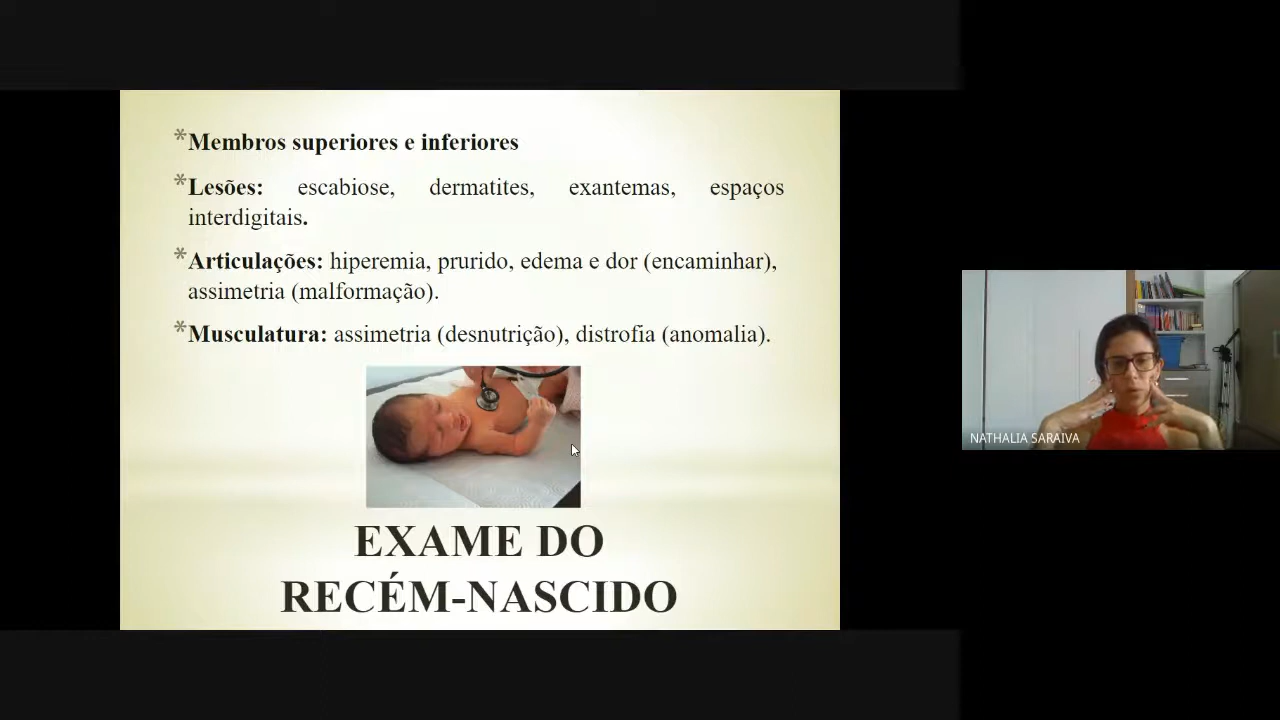 *Membros superiores e inferiores
*Lesões: escabiose, dermatites, exantemas, espaços
interdigitais.
*Articulações: hiperemia, prurido, edema e dor (encaminhar),
assimetria (malformação).
*Musculatura: assimetria (desnutrição), distrofia (anomalia).
EXAME DO
RECÉM-NASCIDO
NATHALIA SARAIVA